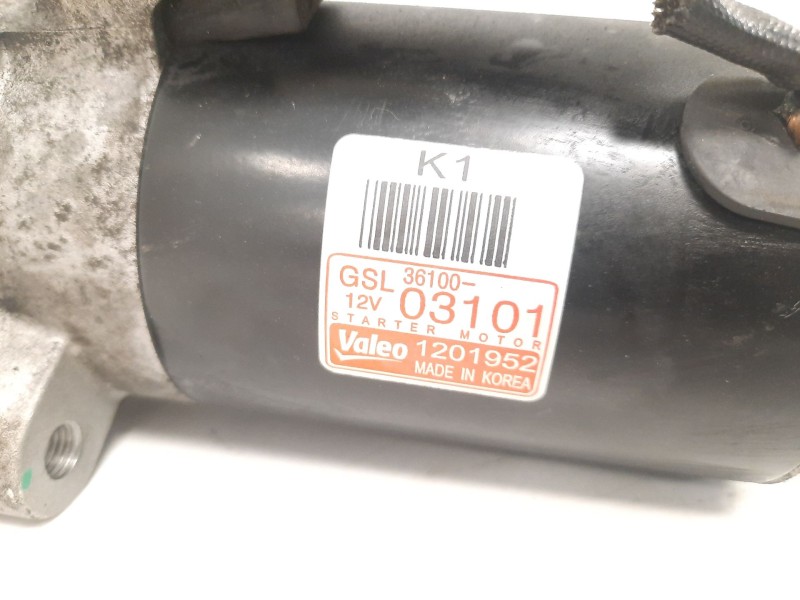 K1
GSL 36100-
12V 03101
STARTER MOTOR
Valeo 1201952
MADE IN KOREA